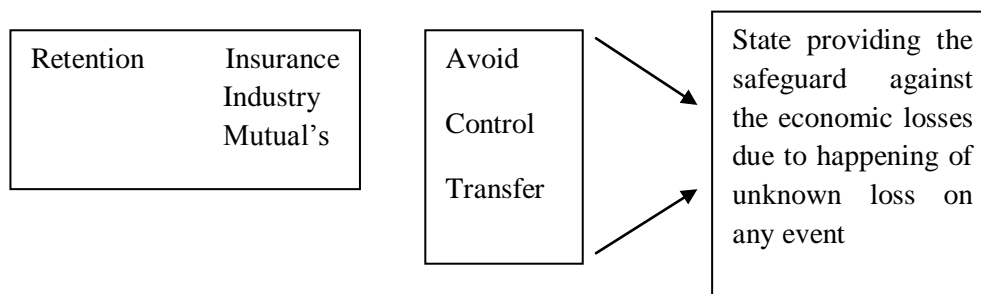 Retention Insurance
Industry
Mutual's
Avoid
Control
Transfer
State providing the
safeguard against
the economic losses
due to happening of
unknown loss on
any event